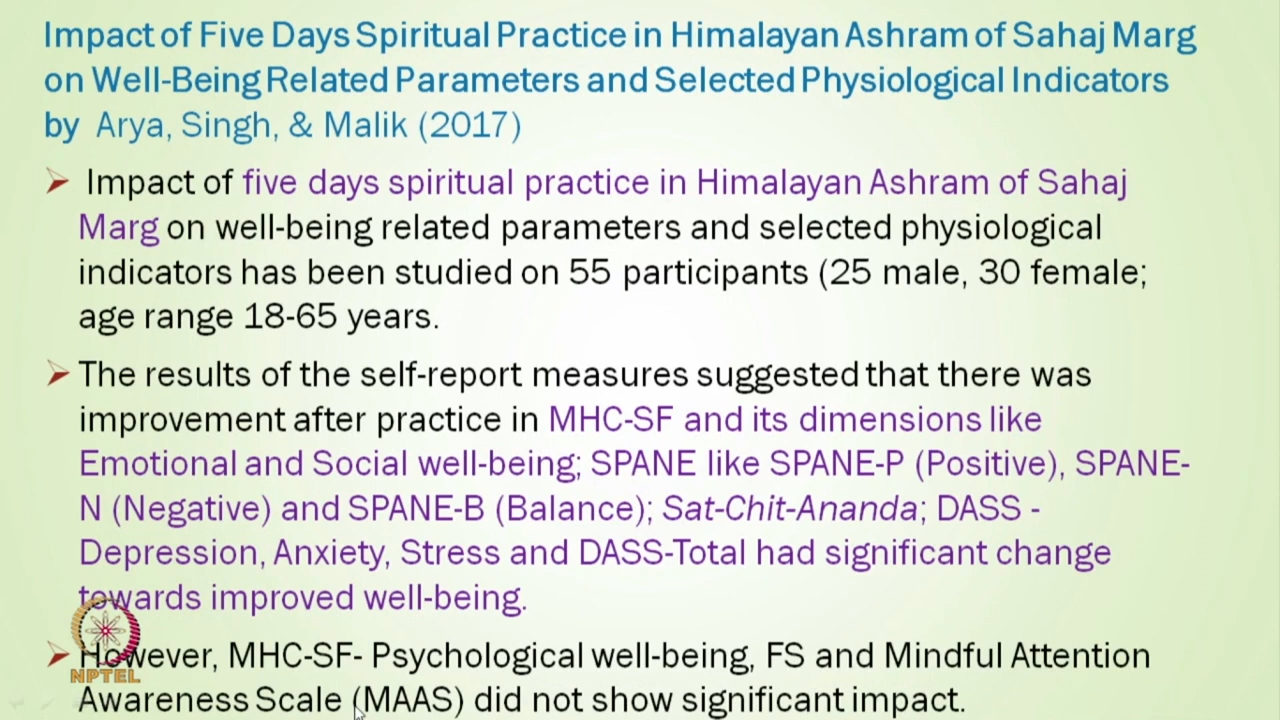 Impact of Five Days Spiritual Practice in Himalayan Ashram of Sahaj Marg
on Well-Being Related Parameters and Selected Physiological Indicators
by Arya, Singh, & Malik (2017)
Impact of five days spiritual practice in Himalayan Ashram of Sahaj
Marg on well-being related parameters and selected physiological
indicators has been studied on 55 participants (25 male, 30 female;
age range 18-65 years.
The results of the self-report measures suggested that there was
improvement after practice in MHC-SF and its dimensions like
Emotional and Social well-being; SPANE like SPANE-P (Positive), SPANE-
N (Negative) and SPANE-B (Balance); Sat-Chit-Ananda; DASS -
Depression, Anxiety, Stress and DASS-Total had significant change
towards improved well-being.
However, MHC-SF- Psychological well-being, FS and Mindful Attention
NPTEL
Awareness Scale (MAAS) did not show significant impact.